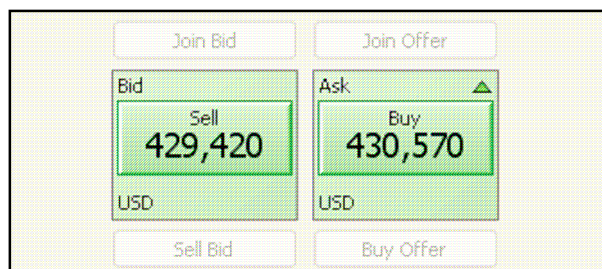 Join Bid Join Offer
Bid Ask
Sell Buy
429,420 430,570
USD USD
Sell Bid Buy Offer